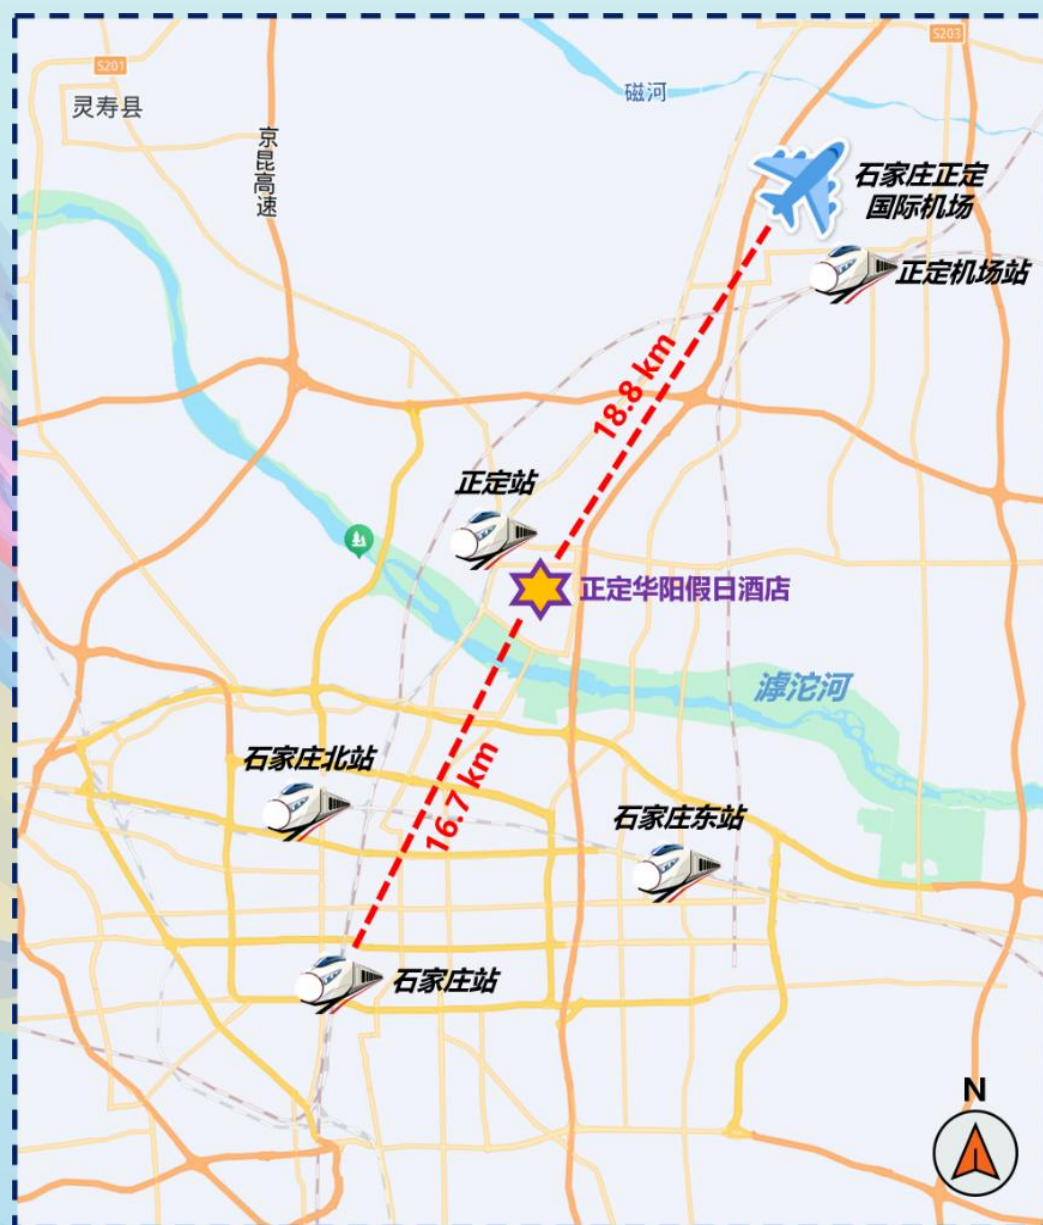 S203
S201
磁河
灵寿县
京昆高速
石家庄正定
国际机场
正定机场站
18.8 km
正定站
正定华阳假日酒店
滹沱河
石家庄北站
16.7 km
石家庄东站
石家庄站
N